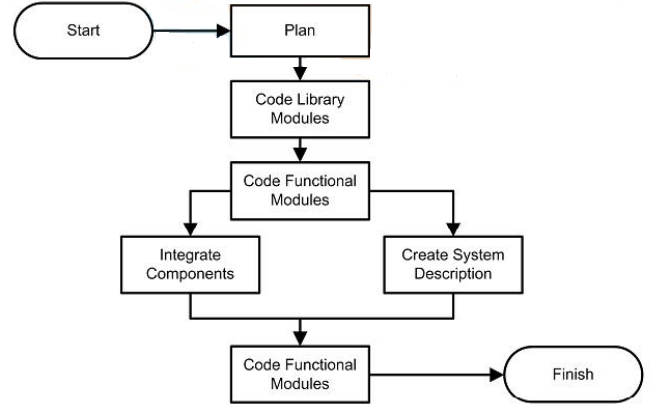 Start
Plan
Code Library
Modules
Code Functional
Modules
Integrate
Components
Create System
Description
Code Functional
Modules
Finish